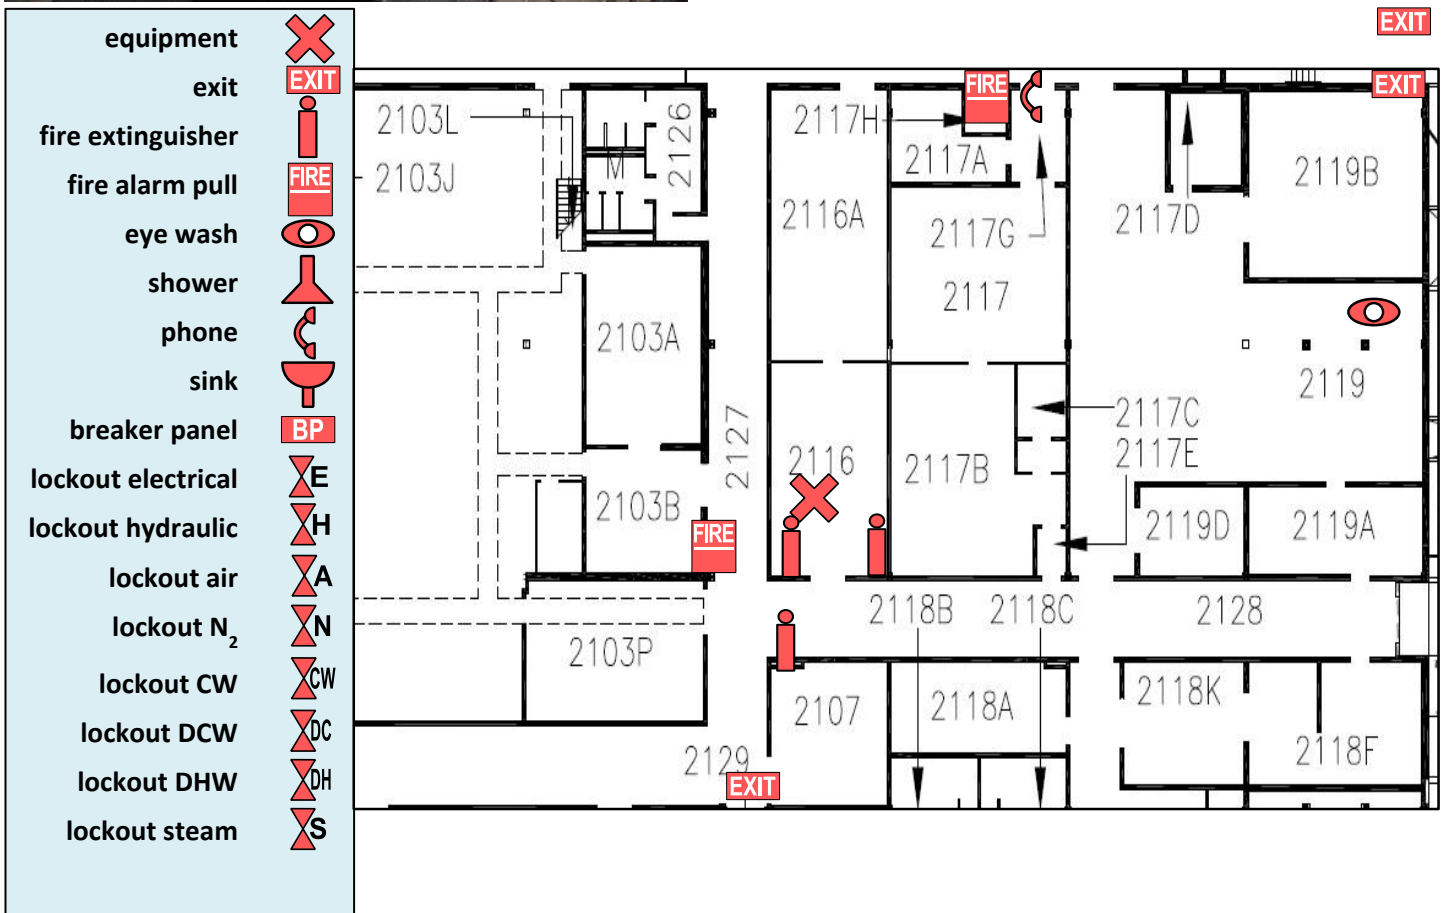 equipment
exit EXIT
fire extinguisher
fire alarm pull FIRE
eye wash
shower
phone
sink
breaker panel BP
lockout electrical E
lockout hydraulic H
lockout air A
lockout N2 N
lockout CW CW
lockout DCW DC
lockout DHW DH
lockout steam S
EXIT
EXIT
FIRE
2103L
2126
2117H
2103J
M
2117A
2119B
2116A
2117G
2117D
2117
2103A
2119
2117C
2127
2116
2117B
2117E
2103B
FIRE
2119D
2119A
2118B
2118C
2128
2103P
2107
2118A
2118K
2129
2118F
EXIT